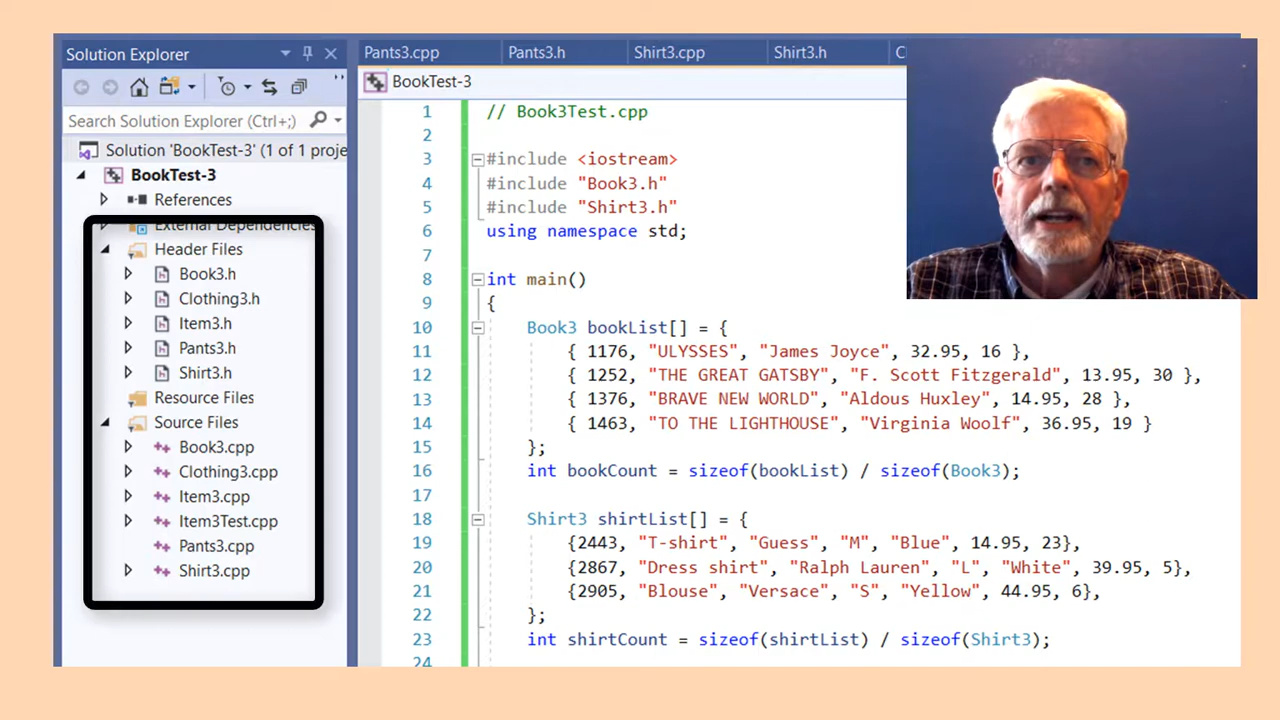 Solution Explorer
Search Solution Explorer (Ctrl+;)
Solution 'BookTest-3' (1 of 1 proje
BookTest-3
References
External Dependencies
Header Files
Book3.h
Clothing3.h
Item3.h
Pants3.h
Shirt3.h
Resource Files
Source Files
Book3.cpp
Clothing3.cpp
Item3.cpp
Item3Test.cpp
Pants3.cpp
Shirt3.cpp
Pants3.cpp Pants3.h Shirt3.cpp Shirt3.h C
BookTest-3
1 // Book3Test.cpp
2
3 #include <iostream>
4 #include "Book3.h"
5 #include "Shirt3.h"
6 using namespace std;
7
8 int main()
9 {
10 Book3 bookList[] = {
11 { 1176, "ULYSSES", "James Joyce", 32.95, 16 },
12 { 1252, "THE GREAT GATSBY", "F. Scott Fitzgerald", 13.95, 30 },
13 { 1376, "BRAVE NEW WORLD", "Aldous Huxley", 14.95, 28 },
14 { 1463, "TO THE LIGHTHOUSE", "Virginia Woolf", 36.95, 19 }
15 };
16 int bookCount = sizeof(bookList) / sizeof(Book3);
17
18 Shirt3 shirtList[] = {
19 {2443, "T-shirt", "Guess", "M", "Blue", 14.95, 23},
20 {2867, "Dress shirt", "Ralph Lauren", "L", "White", 39.95, 5},
21 {2905, "Blouse", "Versace", "S", "Yellow", 44.95, 6},
22 };
23 int shirtCount = sizeof(shirtList) / sizeof(Shirt3);
24